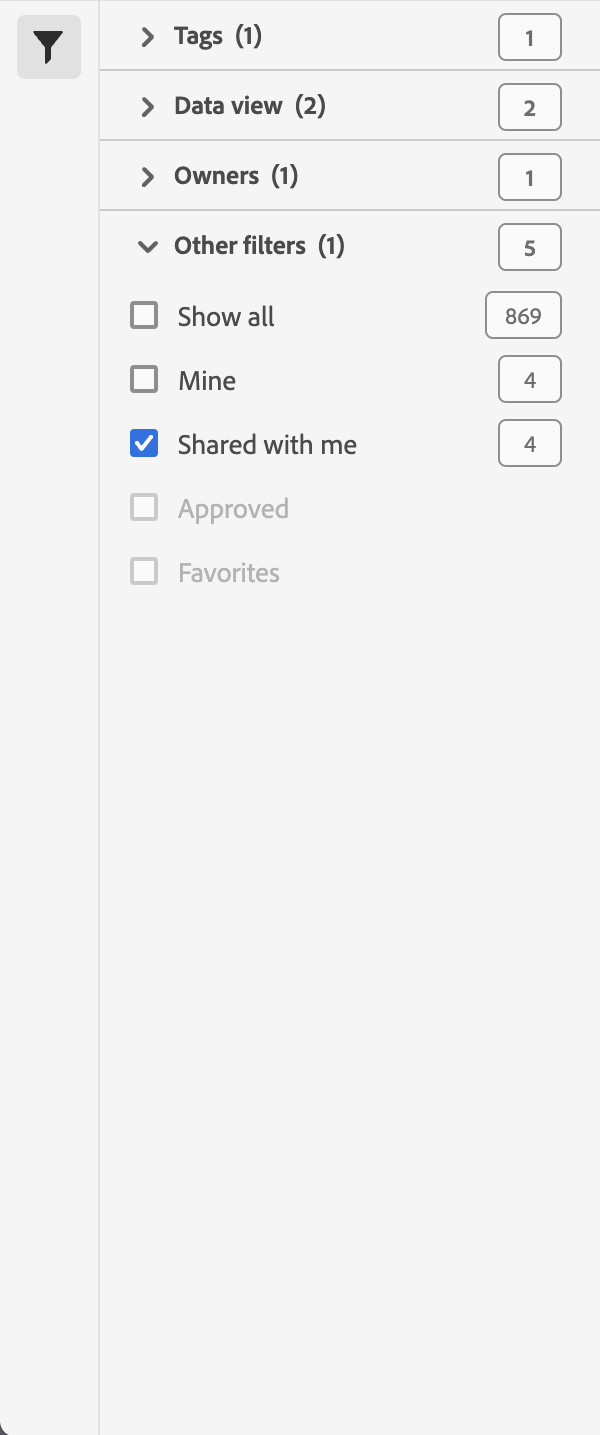 Tags (1) 1
Data view (2) 2
Owners (1) 1
Other filters (1) 5
Show all 869
Mine 4
Shared with me 4
Approved
Favorites